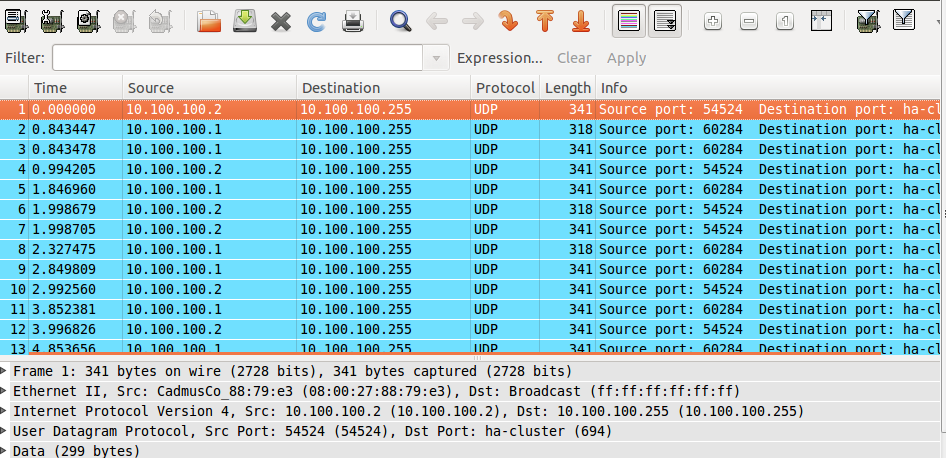 Filter: Expression... Clear Apply
Time Source Destination Protocol Length Info
1 0.000000 10.100.100.2 10.100.100.255 UDP 341 Source port: 54524 Destination port: ha-cl
2 0.843447 10.100.100.1 10.100.100.255 UDP 318 Source port: 60284 Destination port: ha-cl
3 0.843478 10.100.100.1 10.100.100.255 UDP 341 Source port: 60284 Destination port: ha-cl
4 0.994205 10.100.100.2 10.100.100.255 UDP 341 Source port: 54524 Destination port: ha-cl
5 1.846960 10.100.100.1 10.100.100.255 UDP 341 Source port: 60284 Destination port: ha-cl
6 1.998679 10.100.100.2 10.100.100.255 UDP 318 Source port: 54524 Destination port: ha-cl
7 1.998705 10.100.100.2 10.100.100.255 UDP 341 Source port: 54524 Destination port: ha-cl
8 2.327475 10.100.100.1 10.100.100.255 UDP 318 Source port: 60284 Destination port: ha-cl
9 2.849809 10.100.100.1 10.100.100.255 UDP 341 Source port: 60284 Destination port: ha-cl
10 2.992560 10.100.100.2 10.100.100.255 UDP 341 Source port: 54524 Destination port: ha-cl
11 3.852381 10.100.100.1 10.100.100.255 UDP 341 Source port: 60284 Destination port: ha-cl
12 3.996826 10.100.100.2 10.100.100.255 UDP 341 Source port: 54524 Destination port: ha-cl
13 4.853656 10.100.100.1 10.100.100.255 UDP 341 Source port: 60284 Destination port: ha-cl
Frame 1: 341 bytes on wire (2728 bits), 341 bytes captured (2728 bits)
Ethernet II, Src: CadmusCo_88:79:e3 (08:00:27:88:79:e3), Dst: Broadcast (ff:ff:ff:ff:ff:ff)
Internet Protocol Version 4, Src: 10.100.100.2 (10.100.100.2), Dst: 10.100.100.255 (10.100.100.255)
User Datagram Protocol, Src Port: 54524 (54524), Dst Port: ha-cluster (694)
Data (299 bytes)